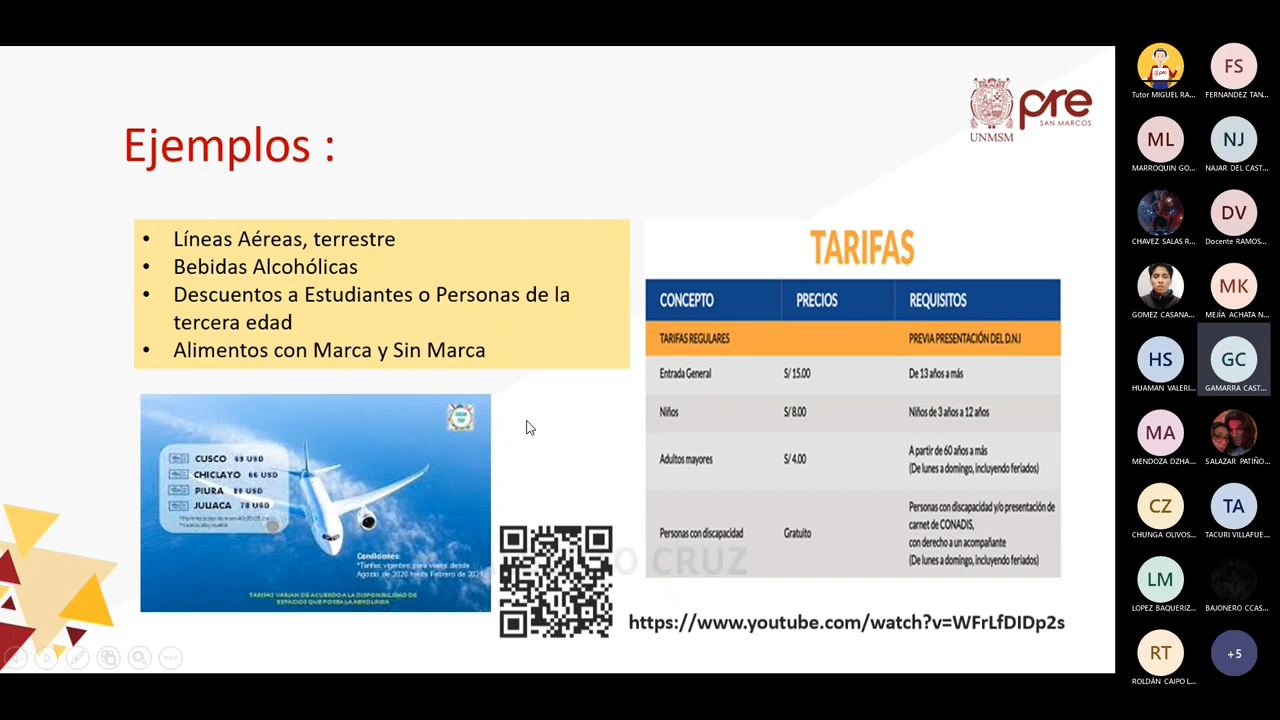 Ejemplos :
UNMSM
pre
SAN MARCOS
• Líneas Aéreas, terrestre
• Bebidas Alcohólicas
• Descuentos a Estudiantes o Personas de la
tercera edad
• Alimentos con Marca y Sin Marca
TARIFAS
CONCEPTO PRECIOS REQUISITOS
TARIFAS REGULARES PREVIA PRESENTACIÓN DEL D.N.I
Entrada General S/ 15.00 De 13 años a más
Niños S/ 8.00 Niños de 3 años a 12 años
Adultos mayores S/ 4.00 A partir de 60 años a más
(De lunes a domingo, incluyendo feriados)
Personas con discapacidad Gratuito Personas con discapacidad y/o presentación de
carnet de CONADIS,
con derecho a un acompañante
(De lunes a domingo, incluyendo feriados)
CUSCO 69 USD
CHICLAYO 66 USD
PIURA 86 USD
JULIACA 78 USD
Condiciones:
*Tarifas vigentes para viajar desde
Agosto de 2020 hasta Febrero de 2021
TARIFAS VARIAN DE ACUERDO A LA DISPONIBILIDAD DE
ESPACIOS QUE POSEA LA AEROLINEA
CRUZ
https://www.youtube.com/watch?v=WFrLfDIDp2s
Tutor MIGUEL RA...
FS
FERNANDEZ TAN...
ML
MARROQUIN GO...
NJ
NAJAR DEL CAST...
CHAVEZ SALAS R...
DV
Docente RAMOS...
GOMEZ CASANA...
MK
MEJÍA ACHATA N...
HS
HUAMAN VALERI...
GC
GAMARRA CAST...
MA
MENDOZA DZHA...
SALAZAR PATIÑO...
CZ
CHUNGA OLIVOS...
TA
TACURI VILLAFUE...
LM
LOPEZ BAQUERIZ...
BAJONERO CCAS...
RT
ROLDÁN CAIPO L...
+5